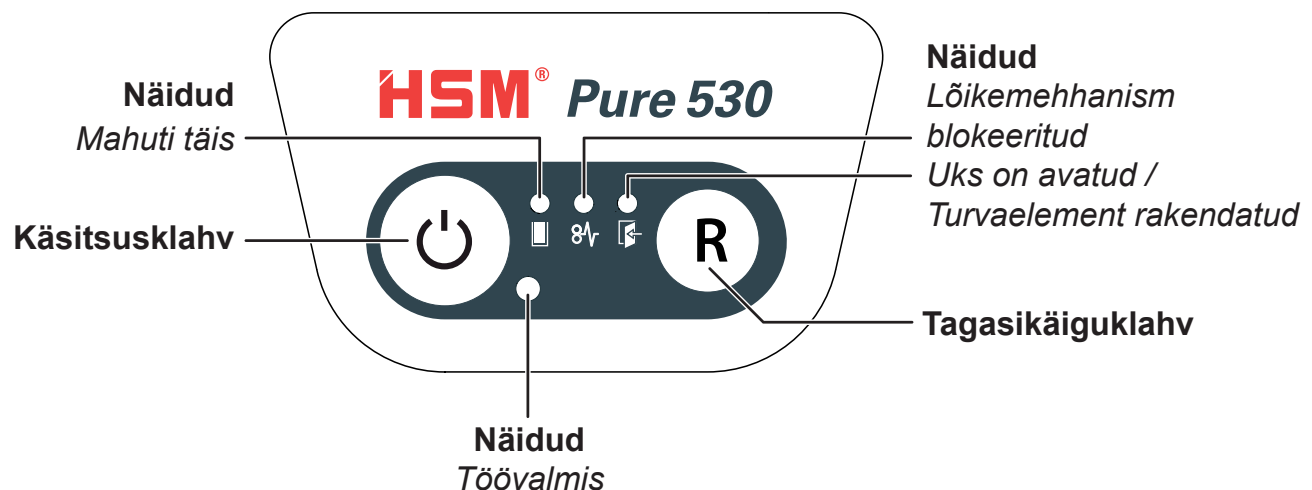 HSM® Pure 530
Näidud
Mahuti täis
Käsitsusklahv
Näidud
Lõikemehhanism
blokeeritud
Uks on avatud /
Turvaelement rakendatud
R
Tagasikäiguklahv
Näidud
Töövalmis